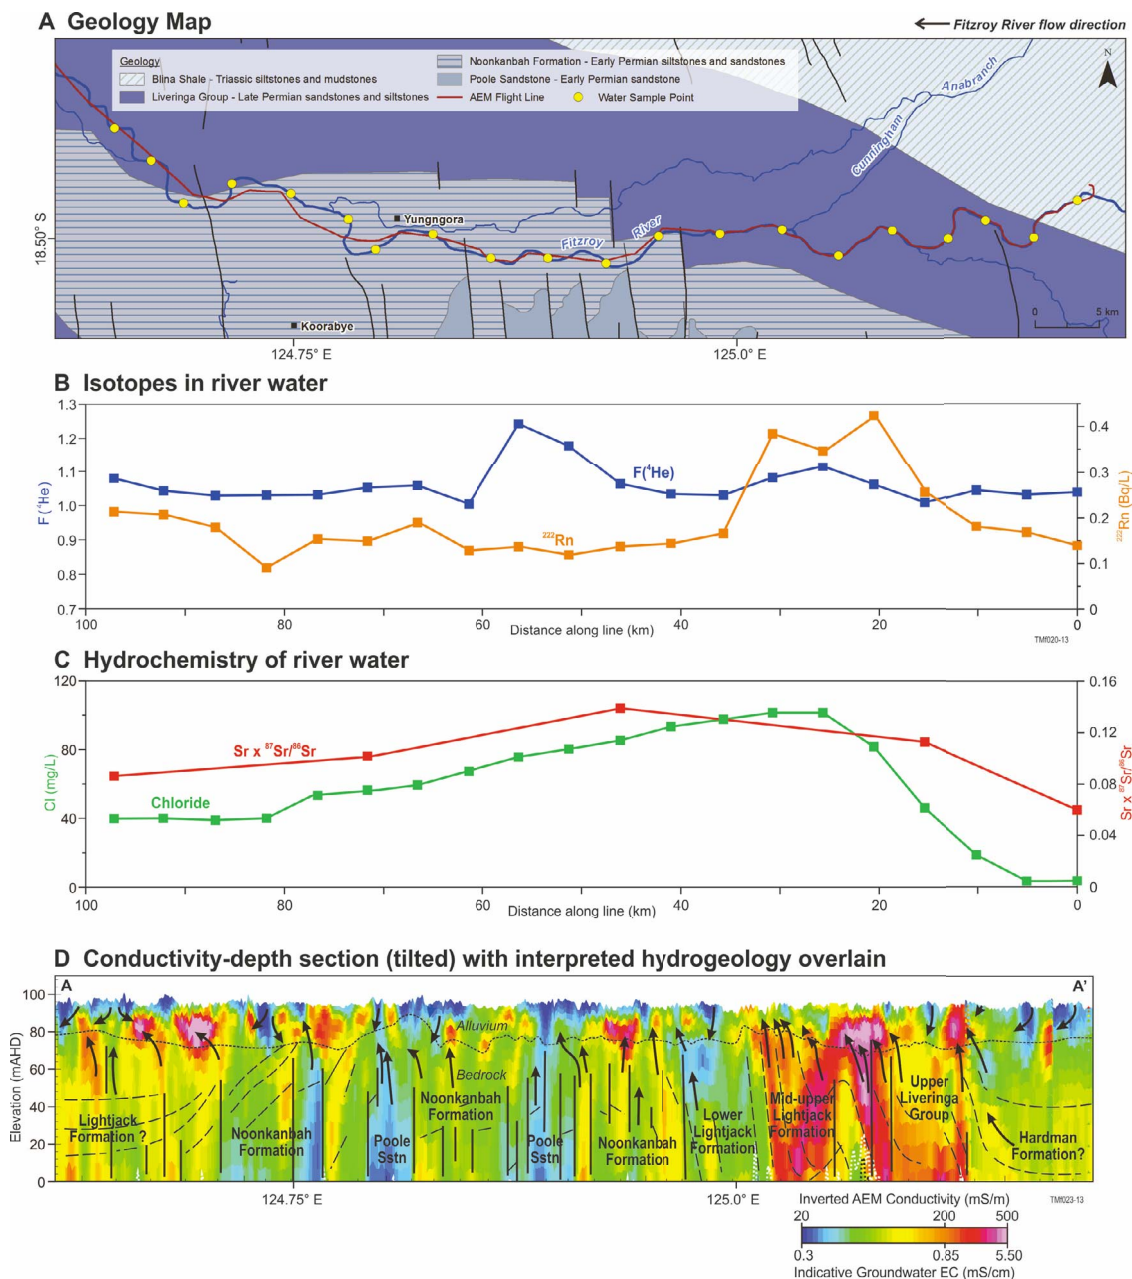 A Geology Map
Fitzroy River flow direction
Geology
Blina Shale - Triassic siltstones and mudstones
Liveringa Group - Late Permian sandstones and siltstones
Noonkanbah Formation - Early Permian siltstones and sandstones
Poole Sandstone - Early Permian sandstone
AEM Flight Line
Water Sample Point
N
Anabranch
Cunningham
Yungngora
Fitzroy
River
18.50° S
Koorabye
0 5 km
124.75° E
125.0° E
B Isotopes in river water
1.3
1.2
1.1
1.0
0.9
0.8
0.7
F(⁴He)
F(⁴He)
²²²Rn
0.4
0.3
0.2
0.1
0
²²²Rn (Bq/L)
100 80 60 40 20 0
Distance along line (km)
TMf020-13
C Hydrochemistry of river water
120
80
40
0
Cl (mg/L)
Sr x ⁸⁷Sr/⁸⁶Sr
Chloride
0.16
0.12
0.08
0.04
0
Sr x ⁸⁷Sr/⁸⁶Sr
100 80 60 40 20 0
Distance along line (km)
D Conductivity-depth section (tilted) with interpreted hydrogeology overlain
A
A'
100
80
60
40
20
0
Elevation (mAHD)
Alluvium
Bedrock
Lightjack
Formation ?
Noonkanbah
Formation
Poole
Sstn
Noonkanbah
Formation
Poole
Sstn
Noonkanbah
Formation
Lower
Lightjack
Formation
Mid-upper
Lightjack
Formation
Upper
Liveringa
Group
Hardman
Formation?
124.75° E
125.0° E
TMf023-13
Inverted AEM Conductivity (mS/m)
20 200 500
0.3 0.85 5.50
Indicative Groundwater EC (mS/cm)